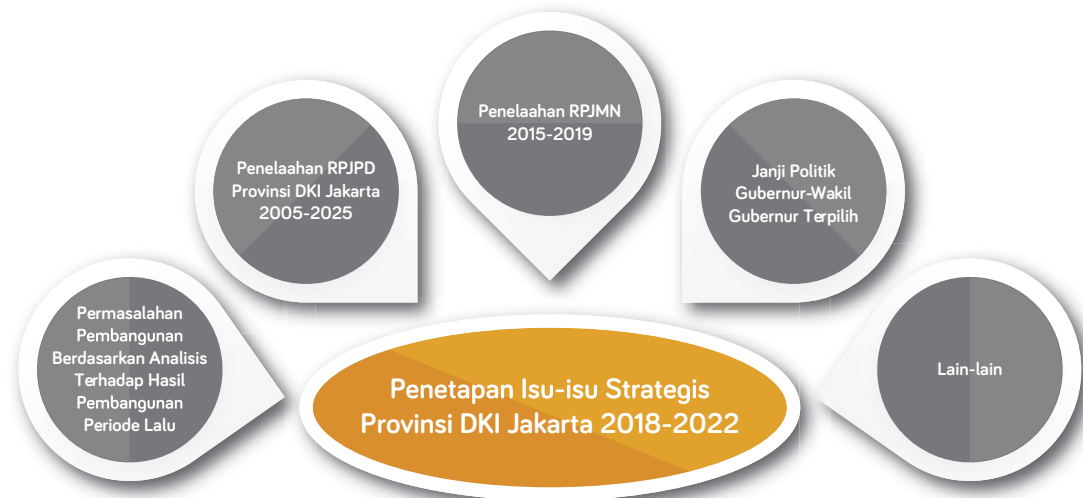 Permasalahan
Pembangunan
Berdasarkan Analisis
Terhadap Hasil
Pembangunan
Periode Lalu
Penelaahan RPJPD
Provinsi DKI Jakarta
2005-2025
Penelahan RPJMN
2015-2019
Janji Politik
Gubernur-Wakil
Gubernur Terpilih
Lain-lain
Penetapan Isu-isu Strategis
Provinsi DKI Jakarta 2018-2022